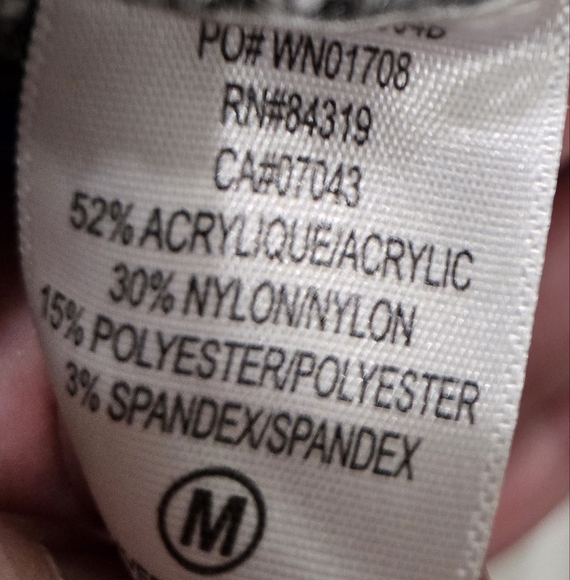 PO# WN01708
RN#84319
CA#07043
52% ACRYLIQUE/ACRYLIC
30% NYLON/NYLON
15% POLYESTER/POLYESTER
3% SPANDEX/SPANDEX
M